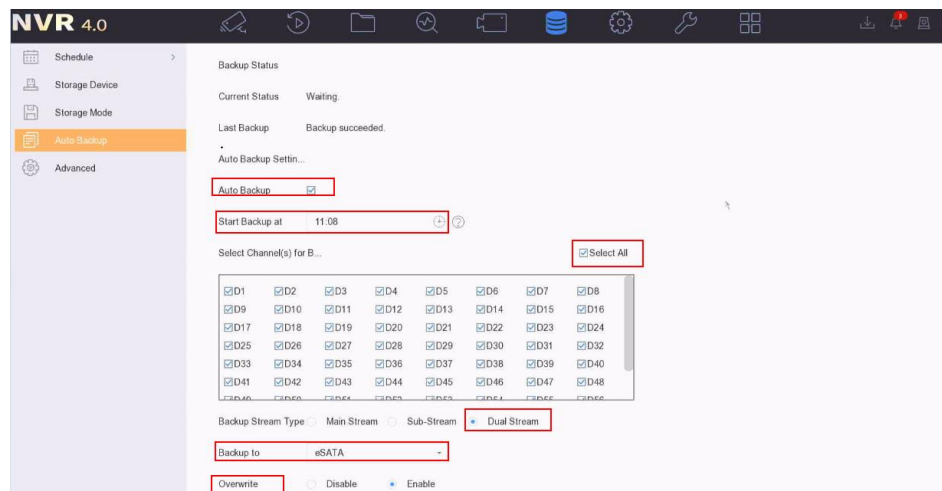 NVR 4.0
Schedule
Storage Device
Storage Mode
Auto Backup
Advanced
Backup Status
Current Status Waiting.
Last Backup Backup succeeded.
Auto Backup Settin...
Auto Backup
Start Backup at 11:08
Select Channel(s) for B...
Select All
D1 D2 D3 D4 D5 D6 D7 D8
D9 D10 D11 D12 D13 D14 D15 D16
D17 D18 D19 D20 D21 D22 D23 D24
D25 D26 D27 D28 D29 D30 D31 D32
D33 D34 D35 D36 D37 D38 D39 D40
D41 D42 D43 D44 D45 D46 D47 D48
Backup Stream Type Main Stream Sub-Stream Dual Stream
Backup to eSATA
Overwrite Disable Enable